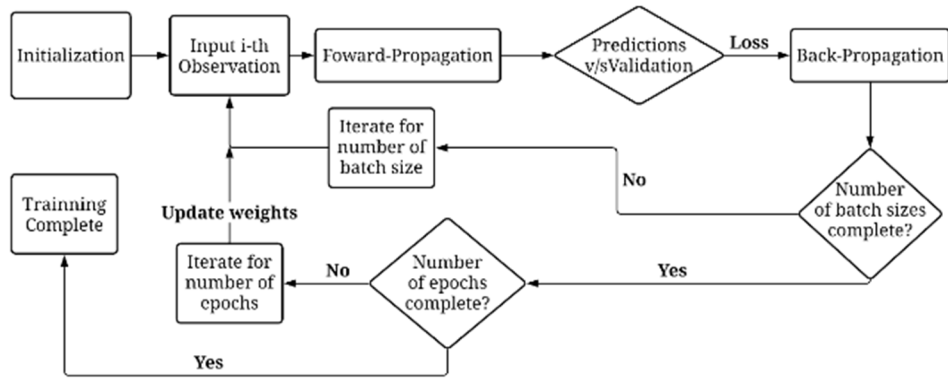 Initialization
Input i-th
Observation
Foward-Propagation
Predictions
v/sValidation
Loss
Back-Propagation
Iterate for
number of
batch size
No
Number
of batch sizes
complete?
Trainning
Complete
Update weights
Iterate for
number of
epochs
No
Number
of epochs
complete?
Yes
Yes